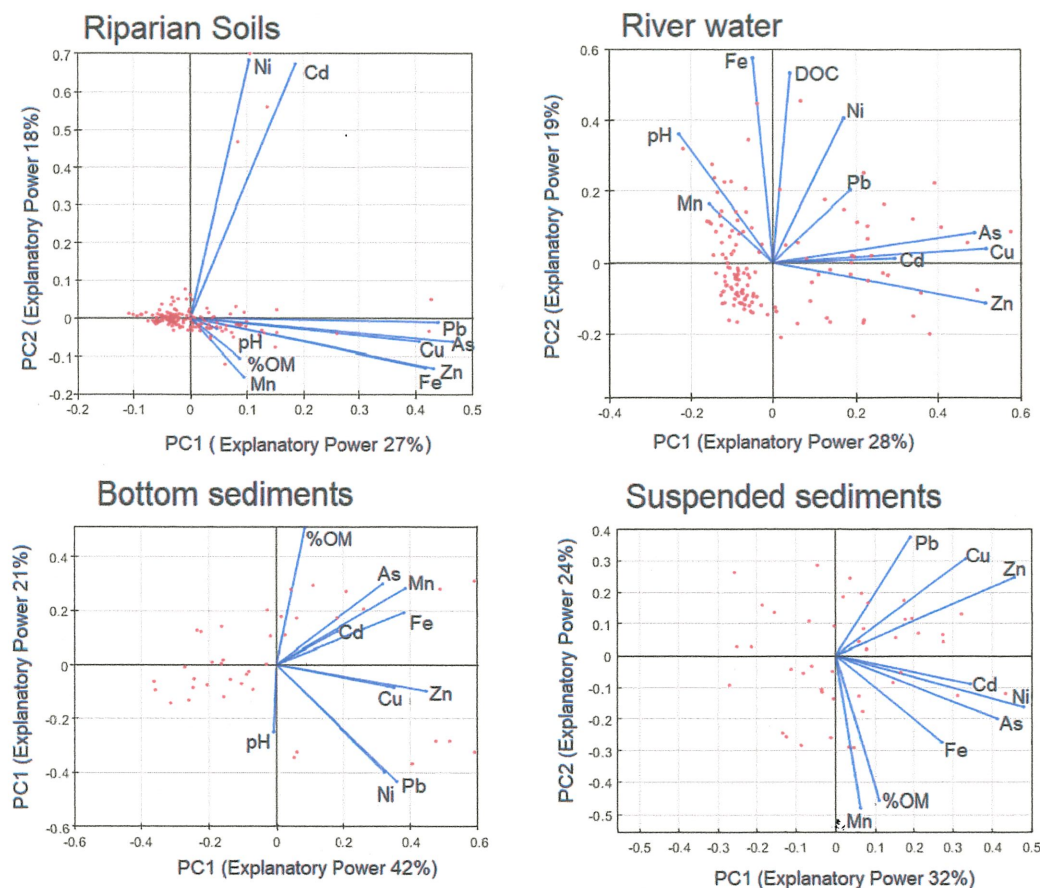 Riparian Soils
0.7
0.6
0.5
0.4
0.3
0.2
0.1
0
-0.1
-0.2
-0.2
-0.1
0
0.1
0.2
0.3
0.4
0.5
Ni
Cd
Pb
Cu
As
Zn
Fe
pH
%OM
Mn
PC2 (Explanatory Power 18%)
PC1 ( Explanatory Power 27%)
River water
0.6
0.4
0.2
0
-0.2
-0.4
-0.2
0
0.2
0.4
0.6
Fe
DOC
Ni
pH
Pb
Mn
As
Cu
Cd
Zn
PC2 (Explanatory Power 19%)
PC1 (Explanatory Power 28%)
Bottom sediments
0.4
0.2
0
-0.2
-0.4
-0.6
-0.6
-0.4
-0.2
0
0.2
0.4
0.6
%OM
As
Mn
Fe
Cd
Zn
Cu
pH
Ni
Pb
PC1 (Explanatory Power 21%)
PC1 (Explanatory Power 42%)
Suspended sediments
0.4
0.3
0.2
0.1
0
-0.1
-0.2
-0.3
-0.4
-0.5
-0.5
-0.4
-0.3
-0.2
-0.1
0
0.1
0.2
0.3
0.4
0.5
Pb
Cu
Zn
Cd
Ni
As
Fe
%OM
Mn
PC2 (Explanatory Power 24%)
PC1 (Explanatory Power 32%)